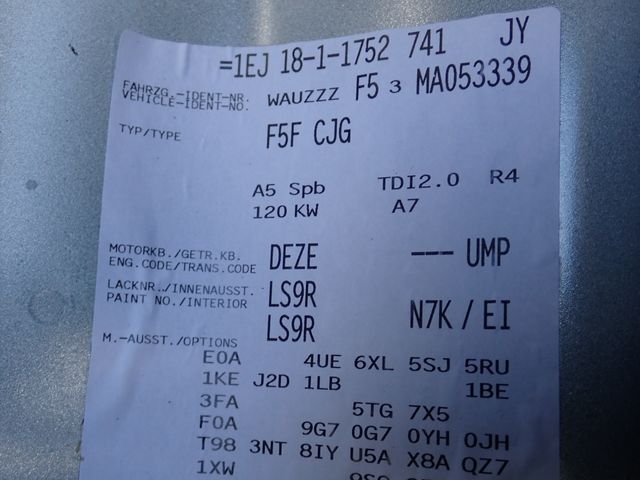 =1EJ 18-1-1752 741 JY
FAHRZG.-IDENT-NR.
VEHICLE-IDENT-NO. WAUZZZ F5 3 MA053339
TYP/TYPE F5F CJG
A5 Spb TDI2.0 R4
120 KW A7
MOTORKB./GETR.KB.
ENG.CODE/TRANS.CODE DEZE --- UMP
LACKNR./INNENAUSST. LS9R
PAINT NO./INTERIOR LS9R N7K / EI
M.-AUSST./OPTIONS
E0A 4UE 6XL 5SJ 5RU
1KE J2D 1LB 1BE
3FA 5TG 7X5
F0A 9G7 0G7 0YH 0JH
T98 3NT 8IY U5A X8A QZ7
1XW